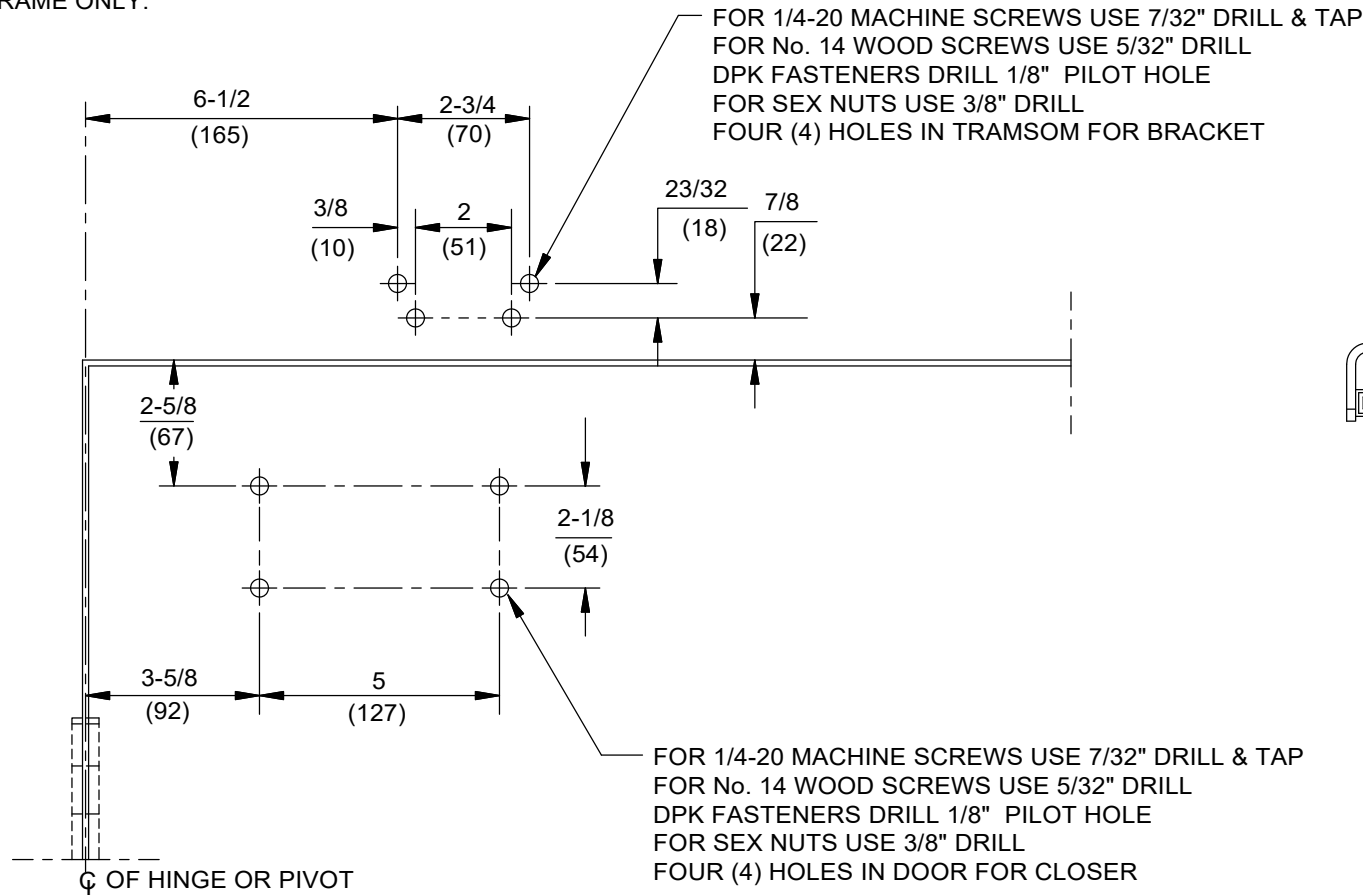 RAME ONLY.
FOR 1/4-20 MACHINE SCREWS USE 7/32" DRILL & TAP
FOR No. 14 WOOD SCREWS USE 5/32" DRILL
DPK FASTENERS DRILL 1/8" PILOT HOLE
FOR SEX NUTS USE 3/8" DRILL
FOUR (4) HOLES IN TRAMSOM FOR BRACKET
6-1/2
(165)
2-3/4
(70)
3/8
(10)
2
(51)
23/32
(18)
7/8
(22)
2-5/8
(67)
2-1/8
(54)
3-5/8
(92)
5
(127)
FOR 1/4-20 MACHINE SCREWS USE 7/32" DRILL & TAP
FOR No. 14 WOOD SCREWS USE 5/32" DRILL
DPK FASTENERS DRILL 1/8" PILOT HOLE
FOR SEX NUTS USE 3/8" DRILL
FOUR (4) HOLES IN DOOR FOR CLOSER
℄ OF HINGE OR PIVOT